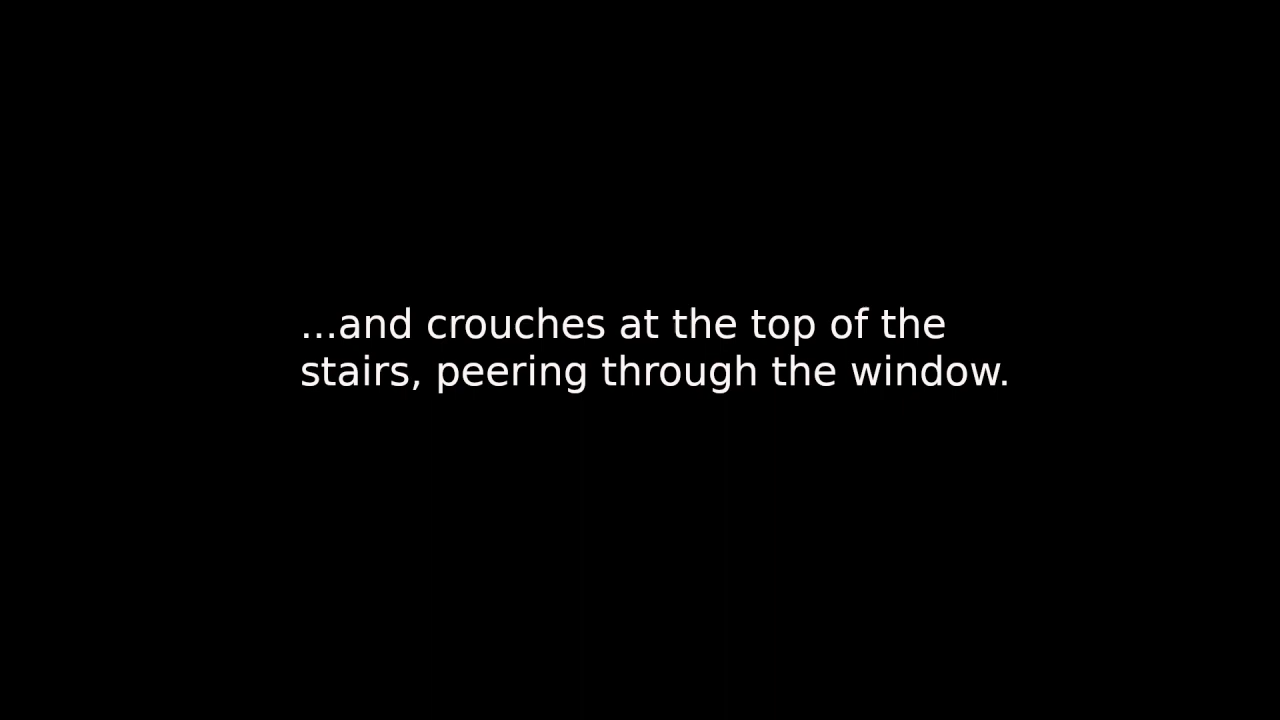 ...and crouches at the top of the
stairs, peering through the window.